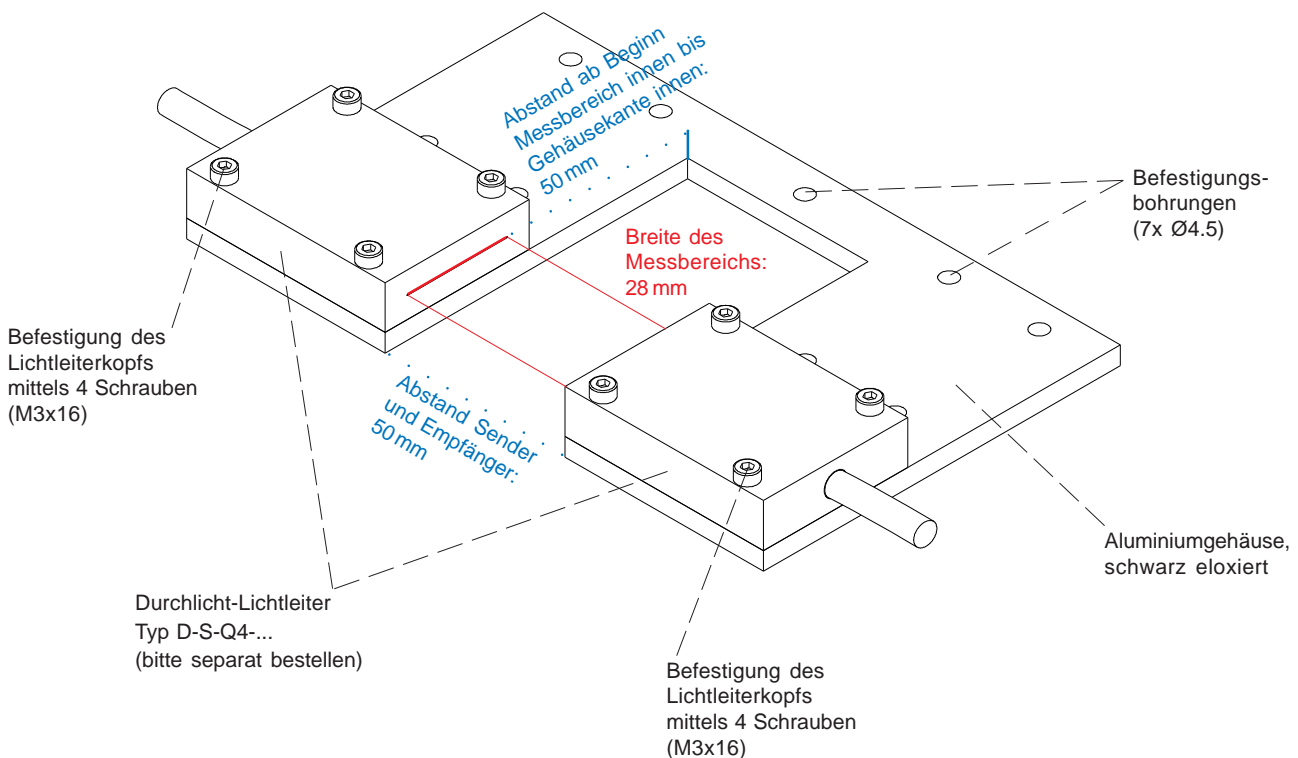 Abstand ab Beginn
Messbereich innen bis
Gehäusekante innen:
50 mm
Befestigungs-
bohrungen
(7x Ø4.5)
Breite des
Messbereichs:
28 mm
Befestigung des
Lichtleiterkopfs
mittels 4 Schrauben
(M3x16)
Abstand Sender
und Empfänger:
50 mm
Aluminiumgehäuse,
schwarz eloxiert
Durchlicht-Lichtleiter
Typ D-S-Q4-...
(bitte separat bestellen)
Befestigung des
Lichtleiterkopfs
mittels 4 Schrauben
(M3x16)